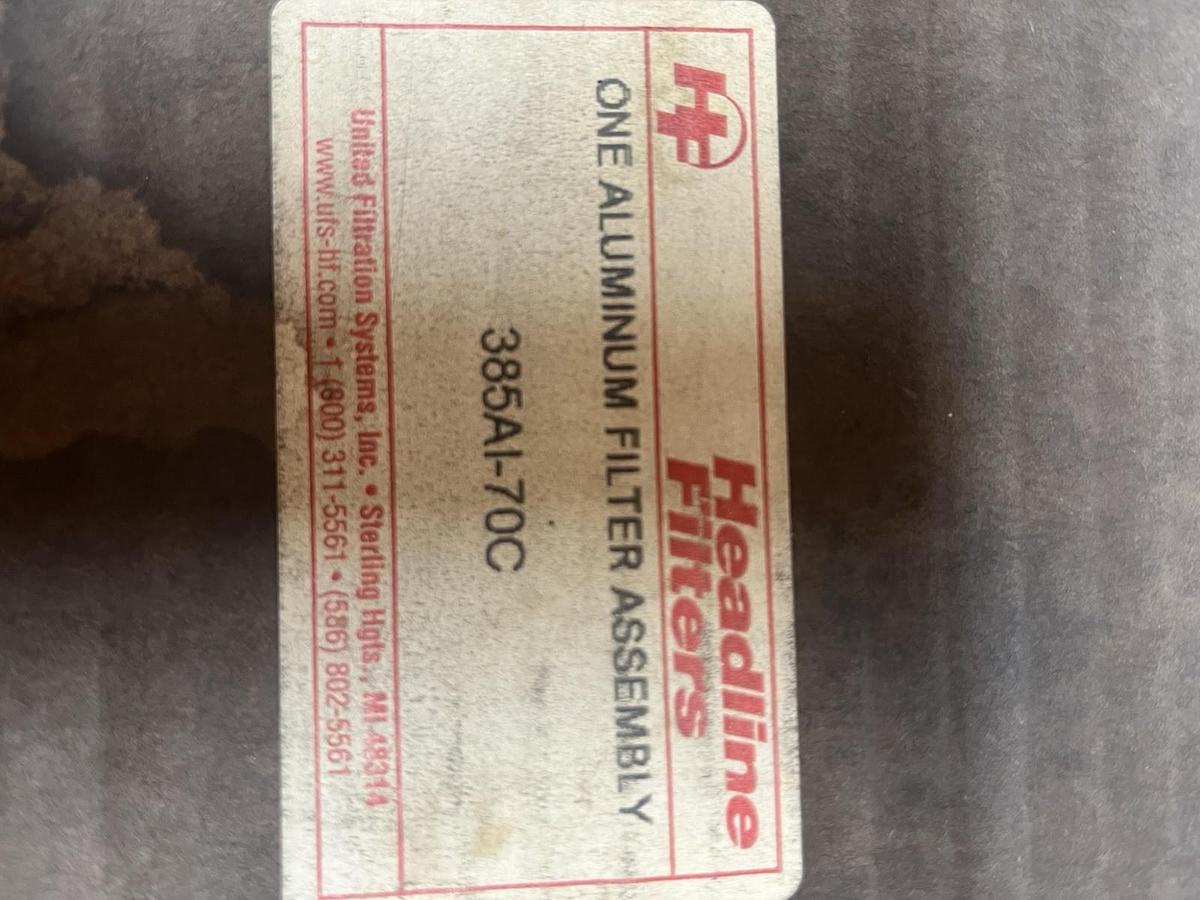 HF
Headline
Filters
ONE ALUMINUM FILTER ASSEMBLY
385AI-70C
United Filtration Systems, Inc. • Sterling Hgts., MI 48314
www.ufs-hf.com • 1 (800) 311-5561 • (586) 802-5561